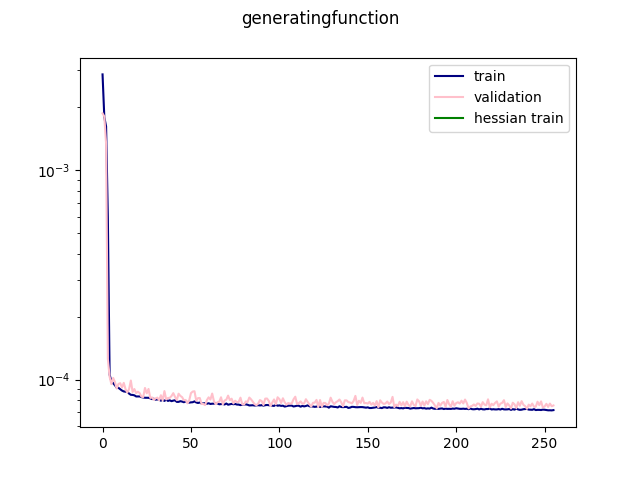 generatingfunction
train
validation
hessian train
10⁻³
10⁻⁴
0 50 100 150 200 250